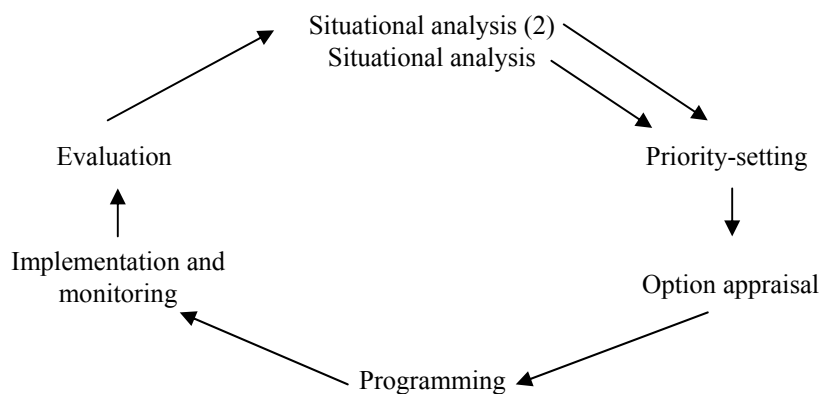 Situational analysis (2)
Situational analysis
Evaluation
Priority-setting
Implementation and
monitoring
Option appraisal
Programming